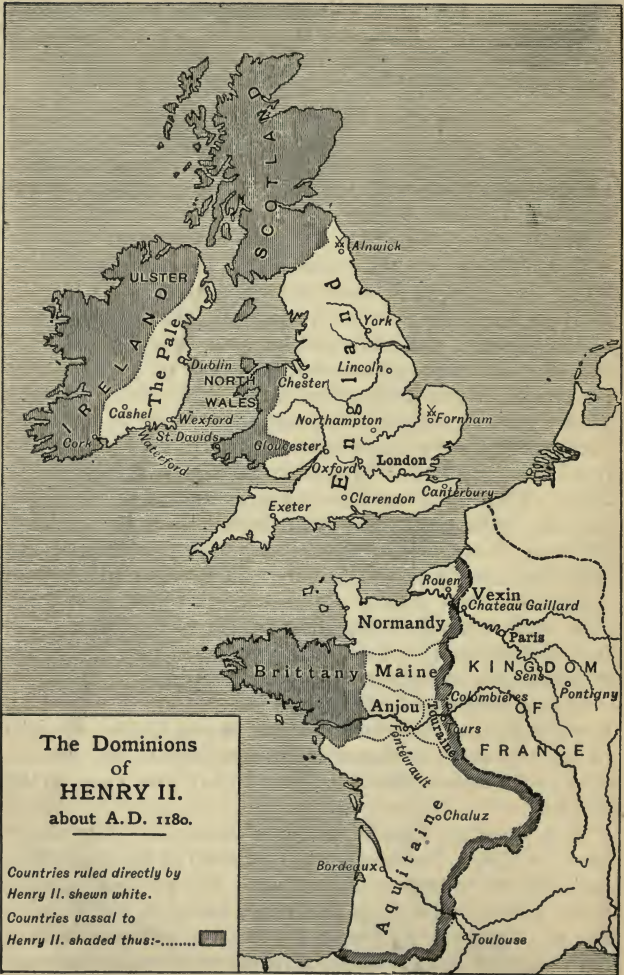 SCOTLAND
Alnwick
ULSTER
IRELAND
The Pale
York
Dublin
Lincoln
NORTH
WALES
Chester
England
Cashel
Wexford
Northampton
Fornham
Cork
Waterford
St. Davids
Gloucester
Oxford
London
Canterbury
Clarendon
Exeter
Rouen
Vexin
Chateau Gaillard
Normandy
Paris
Brittany
Maine
KINGDOM
Sens
Pontigny
Anjou
Touraine
Colombières
OF
Tours
FRANCE
Fontévrault
Chaluz
Aquitaine
Bordeaux
Toulouse
The Dominions
of
HENRY II.
about A.D. 1180.
Countries ruled directly by
Henry II. shewn white.
Countries vassal to
Henry II. shaded thus:-........